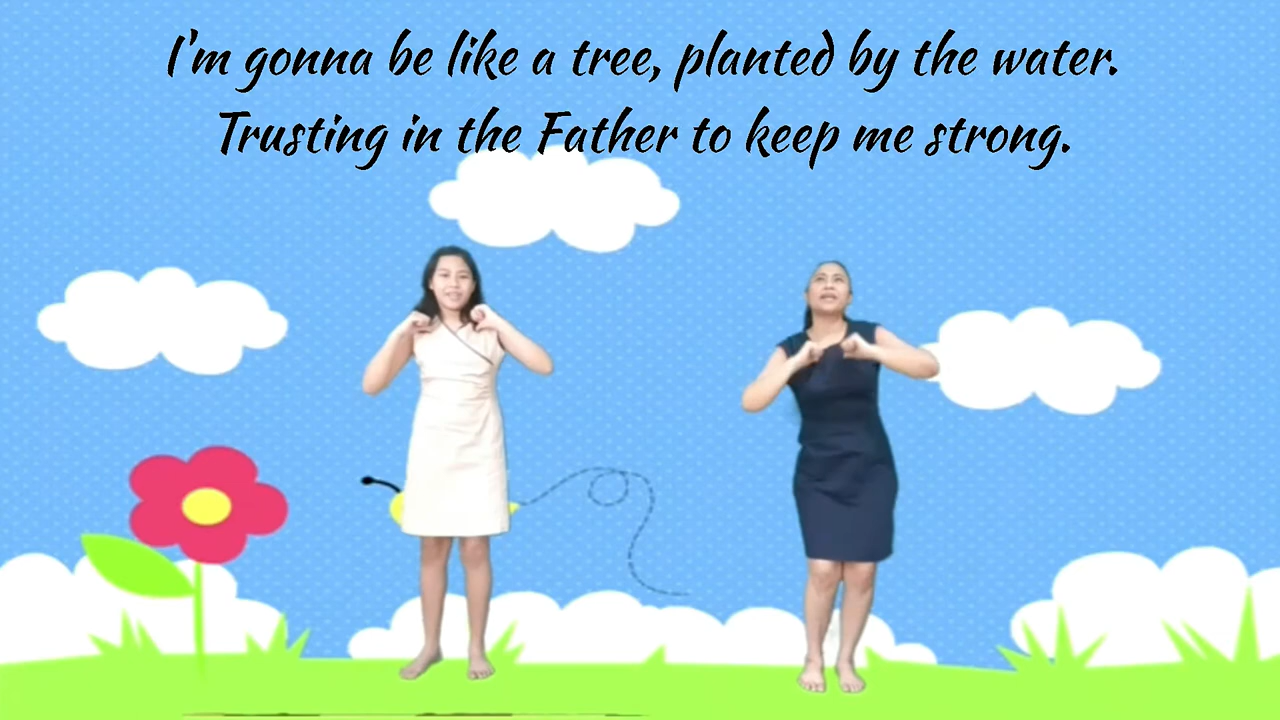 I'm gonna be like a tree, planted by the water.
Trusting in the Father to keep me strong.